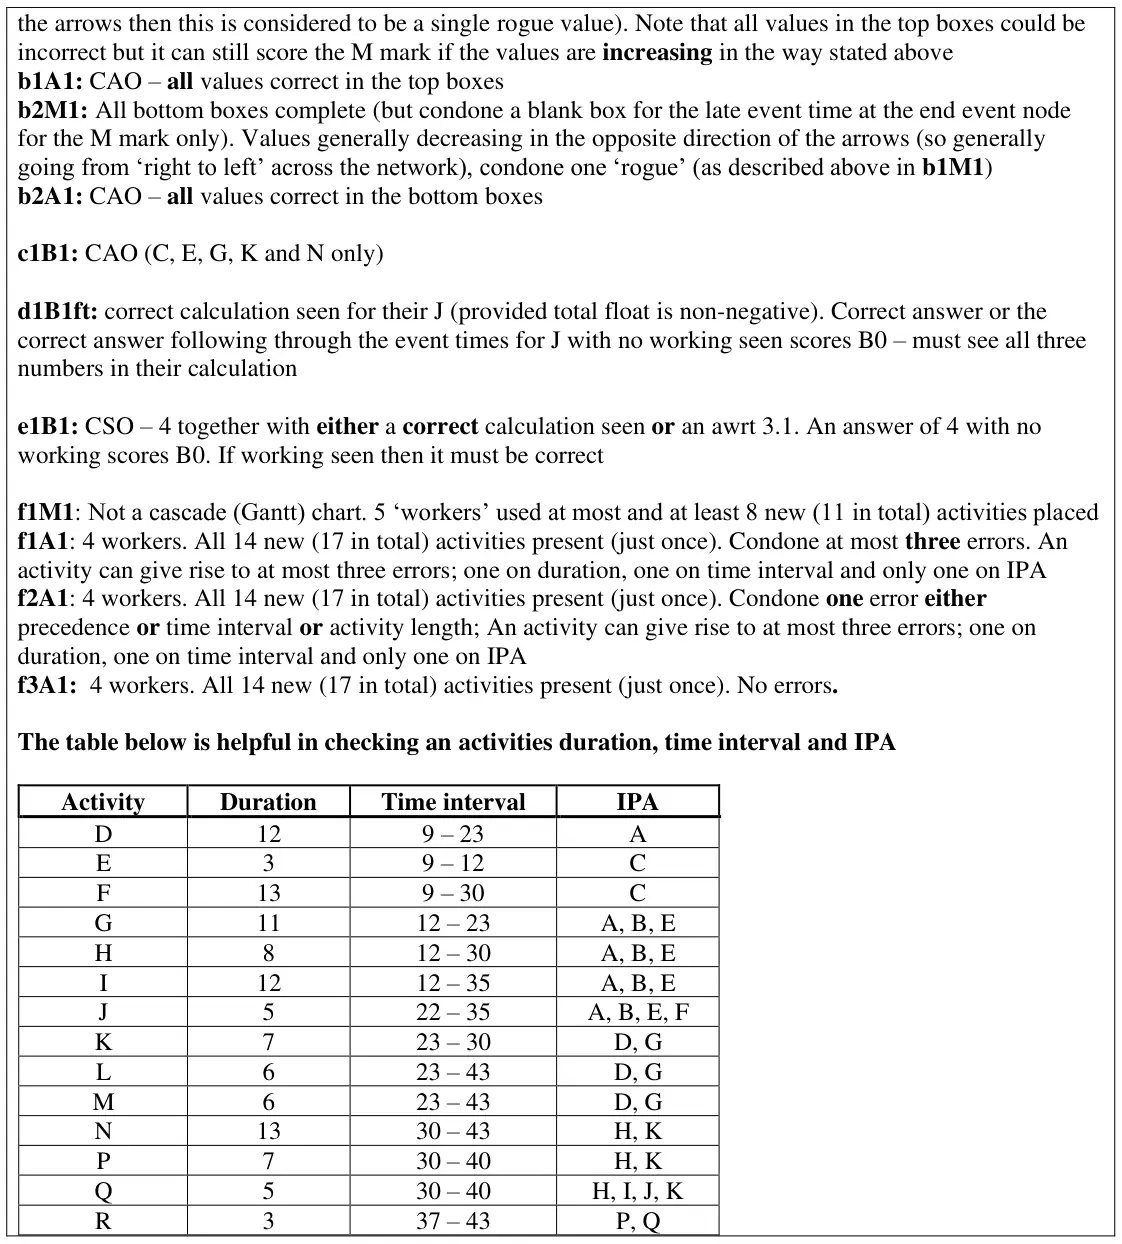 the arrows then this is considered to be a single rogue value). Note that all values in the top boxes could be
incorrect but it can still score the M mark if the values are increasing in the way stated above
b1A1: CAO – all values correct in the top boxes
b2M1: All bottom boxes complete (but condone a blank box for the late event time at the end event node
for the M mark only). Values generally decreasing in the opposite direction of the arrows (so generally
going from ‘right to left’ across the network), condone one ‘rogue’ (as described above in b1M1)
b2A1: CAO – all values correct in the bottom boxes
c1B1: CAO (C, E, G, K and N only)
d1B1ft: correct calculation seen for their J (provided total float is non-negative). Correct answer or the
correct answer following through the event times for J with no working seen scores B0 – must see all three
numbers in their calculation
e1B1: CSO – 4 together with either a correct calculation seen or an awrt 3.1. An answer of 4 with no
working scores B0. If working seen then it must be correct
f1M1: Not a cascade (Gantt) chart. 5 ‘workers’ used at most and at least 8 new (11 in total) activities placed
f1A1: 4 workers. All 14 new (17 in total) activities present (just once). Condone at most three errors. An
activity can give rise to at most three errors; one on duration, one on time interval and only one on IPA
f2A1: 4 workers. All 14 new (17 in total) activities present (just once). Condone one error either
precedence or time interval or activity length; An activity can give rise to at most three errors; one on
duration, one on time interval and only one on IPA
f3A1: 4 workers. All 14 new (17 in total) activities present (just once). No errors.
The table below is helpful in checking an activities duration, time interval and IPA
Activity Duration Time interval IPA
D 12 9 – 23 A
E 3 9 – 12 C
F 13 9 – 30 C
G 11 12 – 23 A, B, E
H 8 12 – 30 A, B, E
I 12 12 – 35 A, B, E
J 5 22 – 35 A, B, E, F
K 7 23 – 30 D, G
L 6 23 – 43 D, G
M 6 23 – 43 D, G
N 13 30 – 43 H, K
P 7 30 – 40 H, K
Q 5 30 – 40 H, I, J, K
R 3 37 – 43 P, Q